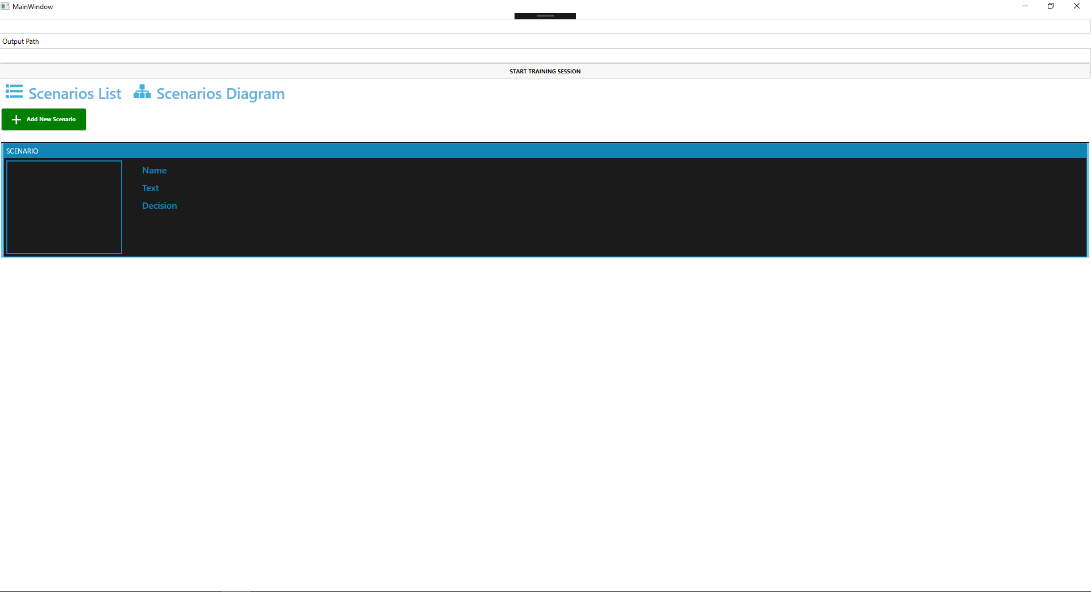 MainWindow
Output Path
START TRAINING SESSION
Scenarios List Scenarios Diagram
Add New Scenario
SCENARIO
Name
Text
Decision